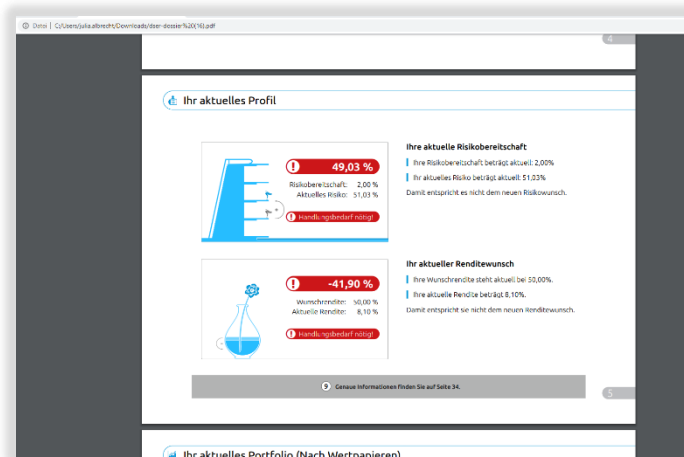 Datei | C:/Users/julia.albrecht/Downloads/dser-dossier%20(16).pdf
4
Ihr aktuelles Profil
49,03 %
Risikobereitschaft: 2,00 %
Aktuelles Risiko: 51,03 %
Handlungsbedarf nötig!
Ihre aktuelle Risikobereitschaft
Ihre Risikobereitschaft beträgt aktuell: 2,00%
Ihr aktuelles Risiko beträgt aktuell: 51,03%
Damit entspricht es nicht dem neuen Risikowunsch.
-41,90 %
Wunschrendite: 50,00 %
Aktuelle Rendite: 8,10 %
Handlungsbedarf nötig!
Ihr aktueller Renditewunsch
Ihre Wunschrendite steht aktuell bei 50,00%.
Ihre aktuelle Rendite beträgt 8,10%.
Damit entspricht sie nicht dem neuen Renditewunsch.
9 Genaue Informationen finden Sie auf Seite 34.
5
Ihr aktuelles Portfolio (Nach Wertpapieren)